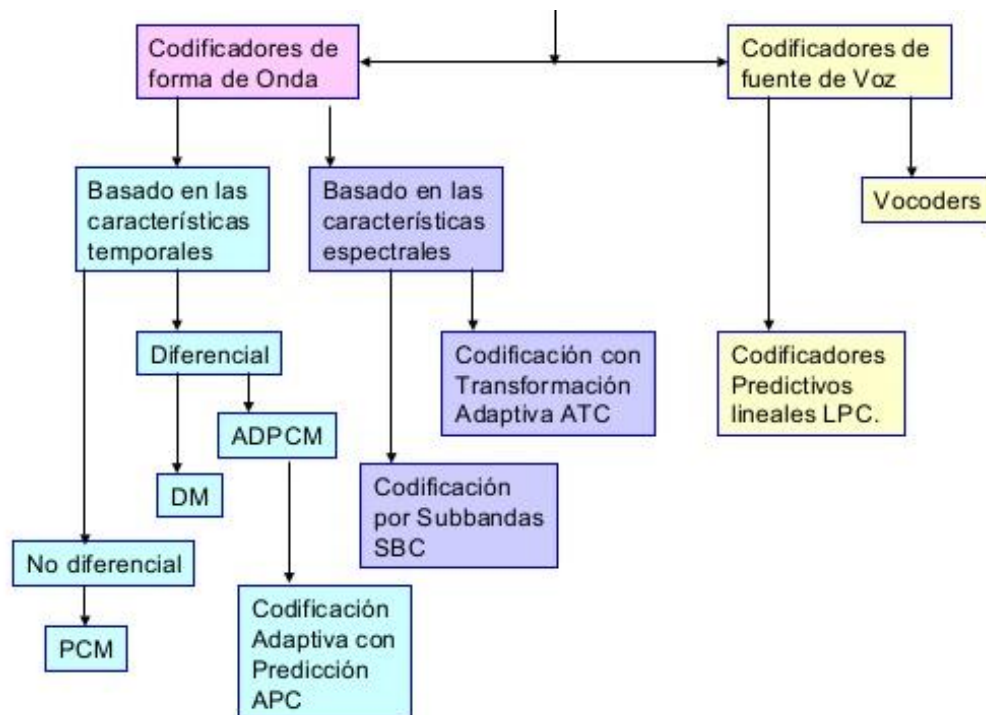 Codificadores de
forma de Onda
Codificadores de
fuente de Voz
Basado en las
características
temporales
Basado en las
características
espectrales
Vocoders
Diferencial
Codificación con
Transformación
Adaptiva ATC
Codificadores
Predictivos
lineales LPC.
ADPCM
DM
Codificación
por Subbandas
SBC
No diferencial
PCM
Codificación
Adaptiva con
Predicción
APC